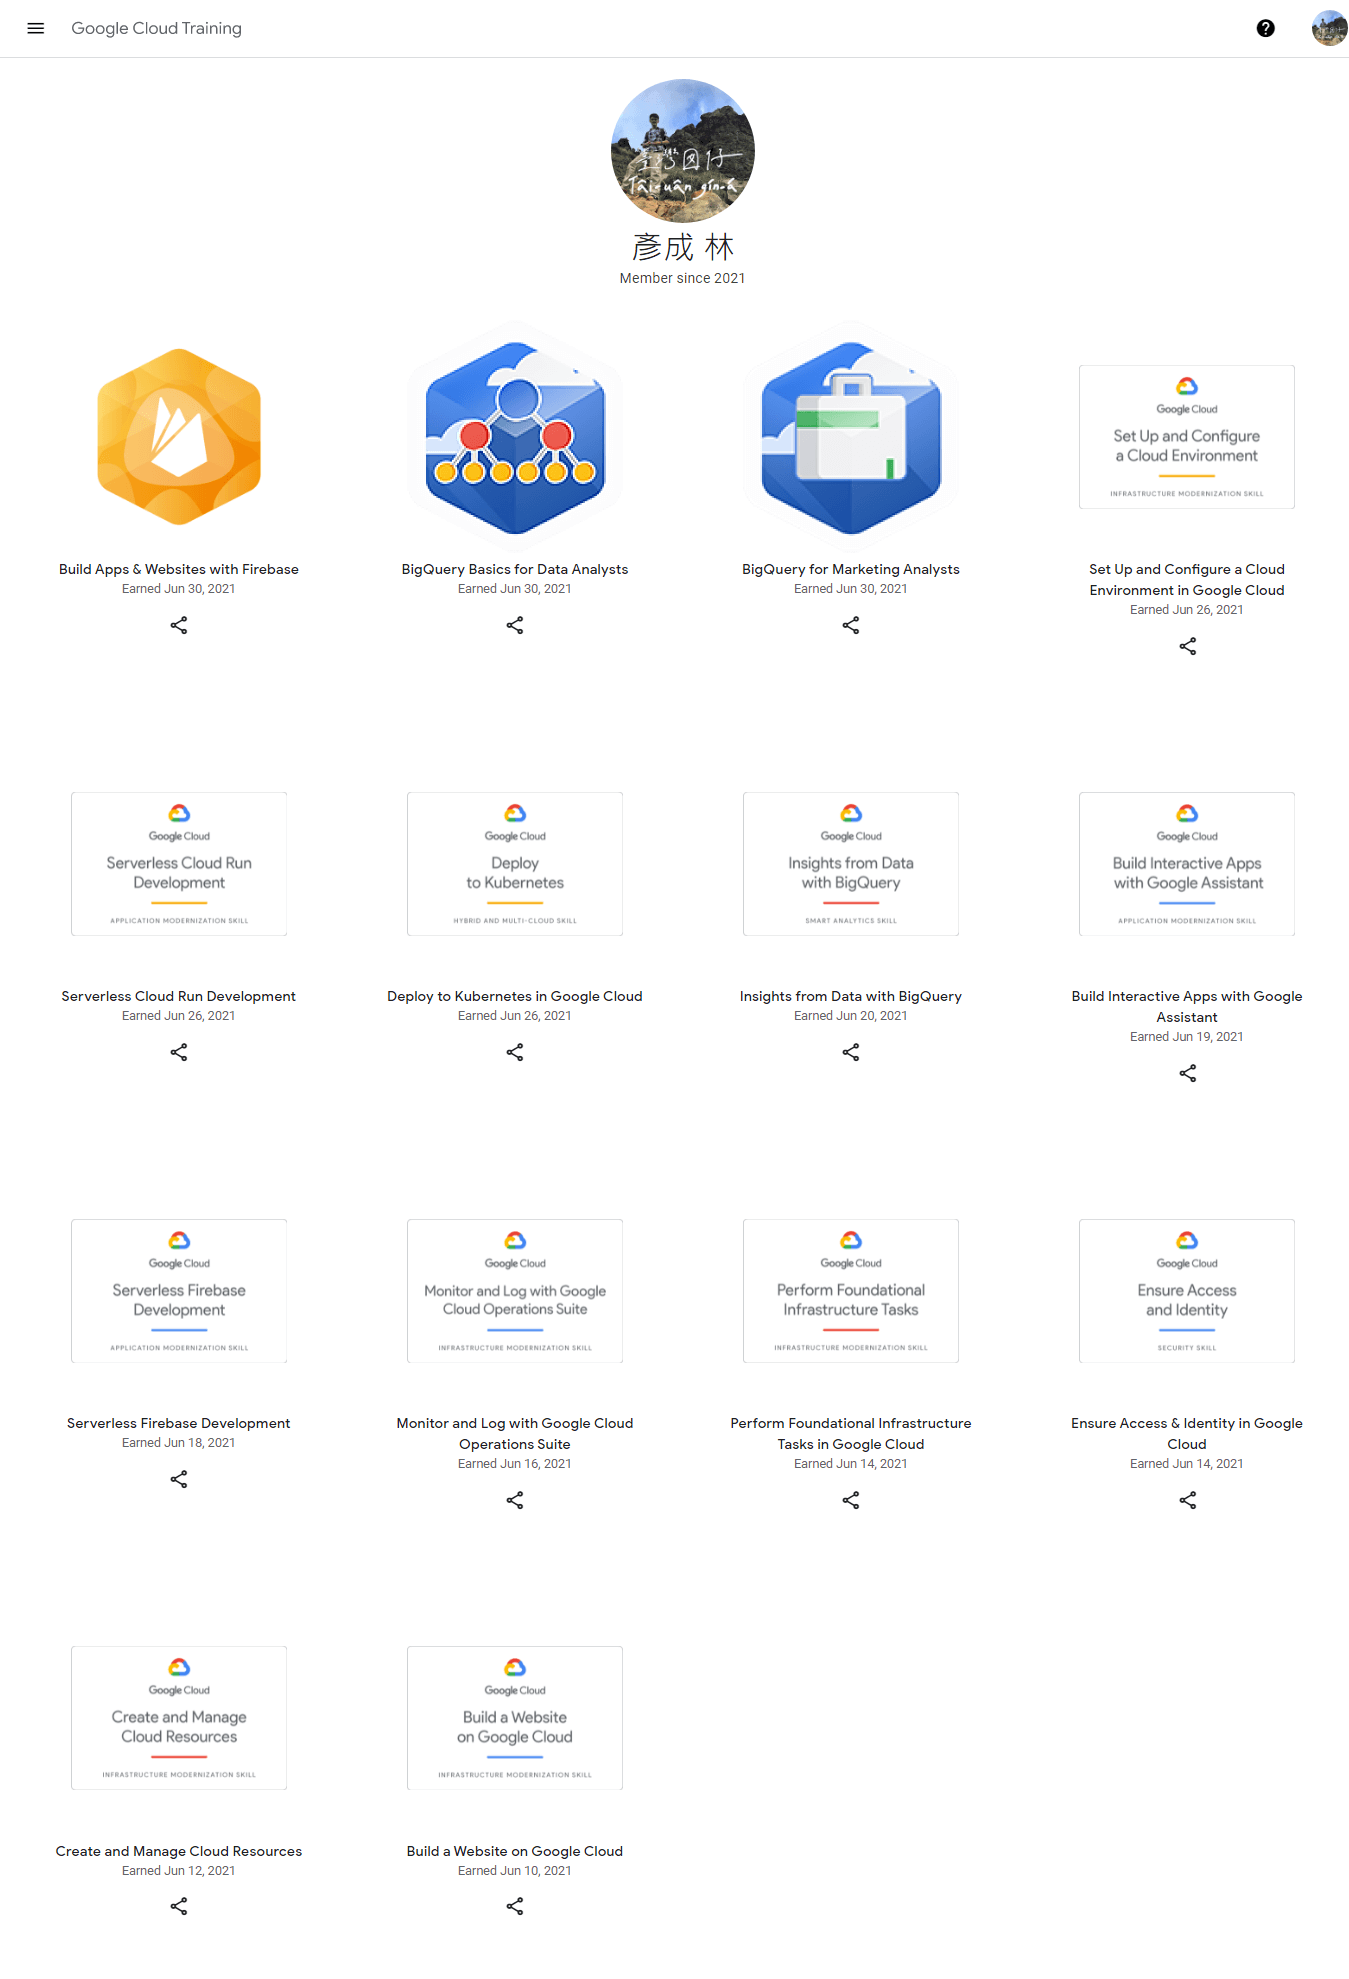 Google Cloud Training
臺灣囡仔
Tâi-uân gín-á
彥成 林
Member since 2021
Google Cloud
Set Up and Configure
a Cloud Environment
INFRASTRUCTURE MODERNIZATION SKILL
Build Apps & Websites with Firebase
Earned Jun 30, 2021
BigQuery Basics for Data Analysts
Earned Jun 30, 2021
BigQuery for Marketing Analysts
Earned Jun 30, 2021
Set Up and Configure a Cloud
Environment in Google Cloud
Earned Jun 26, 2021
Google Cloud
Serverless Cloud Run
Development
APPLICATION MODERNIZATION SKILL
Google Cloud
Deploy
to Kubernetes
HYBRID AND MULTI-CLOUD SKILL
Google Cloud
Insights from Data
with BigQuery
SMART ANALYTICS SKILL
Google Cloud
Build Interactive Apps
with Google Assistant
APPLICATION MODERNIZATION SKILL
Serverless Cloud Run Development
Earned Jun 26, 2021
Deploy to Kubernetes in Google Cloud
Earned Jun 26, 2021
Insights from Data with BigQuery
Earned Jun 20, 2021
Build Interactive Apps with Google
Assistant
Earned Jun 19, 2021
Google Cloud
Serverless Firebase
Development
APPLICATION MODERNIZATION SKILL
Google Cloud
Monitor and Log with Google
Cloud Operations Suite
INFRASTRUCTURE MODERNIZATION SKILL
Google Cloud
Perform Foundational
Infrastructure Tasks
INFRASTRUCTURE MODERNIZATION SKILL
Google Cloud
Ensure Access
and Identity
SECURITY SKILL
Serverless Firebase Development
Earned Jun 18, 2021
Monitor and Log with Google Cloud
Operations Suite
Earned Jun 16, 2021
Perform Foundational Infrastructure
Tasks in Google Cloud
Earned Jun 14, 2021
Ensure Access & Identity in Google
Cloud
Earned Jun 14, 2021
Google Cloud
Create and Manage
Cloud Resources
INFRASTRUCTURE MODERNIZATION SKILL
Google Cloud
Build a Website
on Google Cloud
INFRASTRUCTURE MODERNIZATION SKILL
Create and Manage Cloud Resources
Earned Jun 12, 2021
Build a Website on Google Cloud
Earned Jun 10, 2021